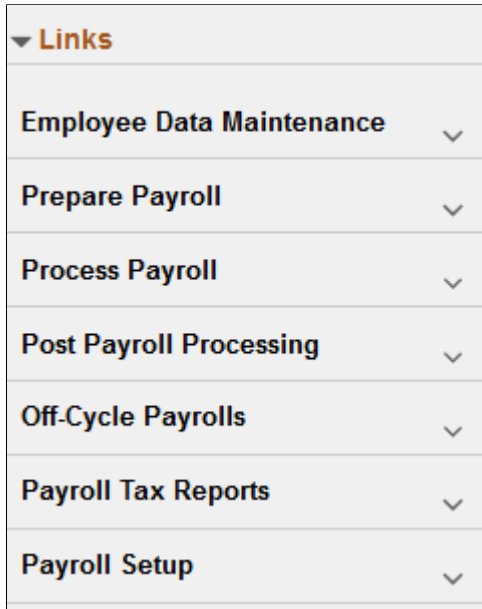 Links
Employee Data Maintenance
Prepare Payroll
Process Payroll
Post Payroll Processing
Off-Cycle Payrolls
Payroll Tax Reports
Payroll Setup